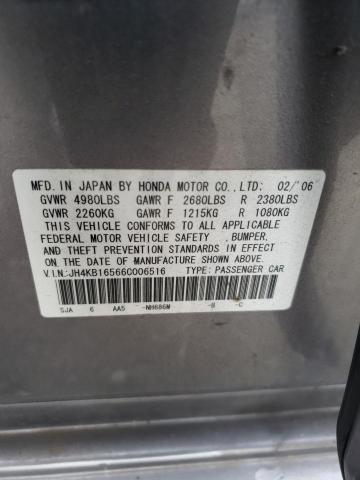 MFD. IN JAPAN BY HONDA MOTOR CO., LTD: 02/'06
GVWR 4980LBS GAWR F 2680LBS R 2380LBS
GVWR 2260KG GAWR F 1215KG R 1080KG
THIS VEHICLE CONFORMS TO ALL APPLICABLE
FEDERAL MOTOR VEHICLE SAFETY , BUMPER,
AND THEFT PREVENTION STANDARDS IN EFFECT
ON THE DATE OF MANUFACTURE SHOWN ABOVE.
V.I.N.: JH4KB16566C006516 TYPE: PASSENGER CAR
SJA 6 AA5 -NH686M -B -C